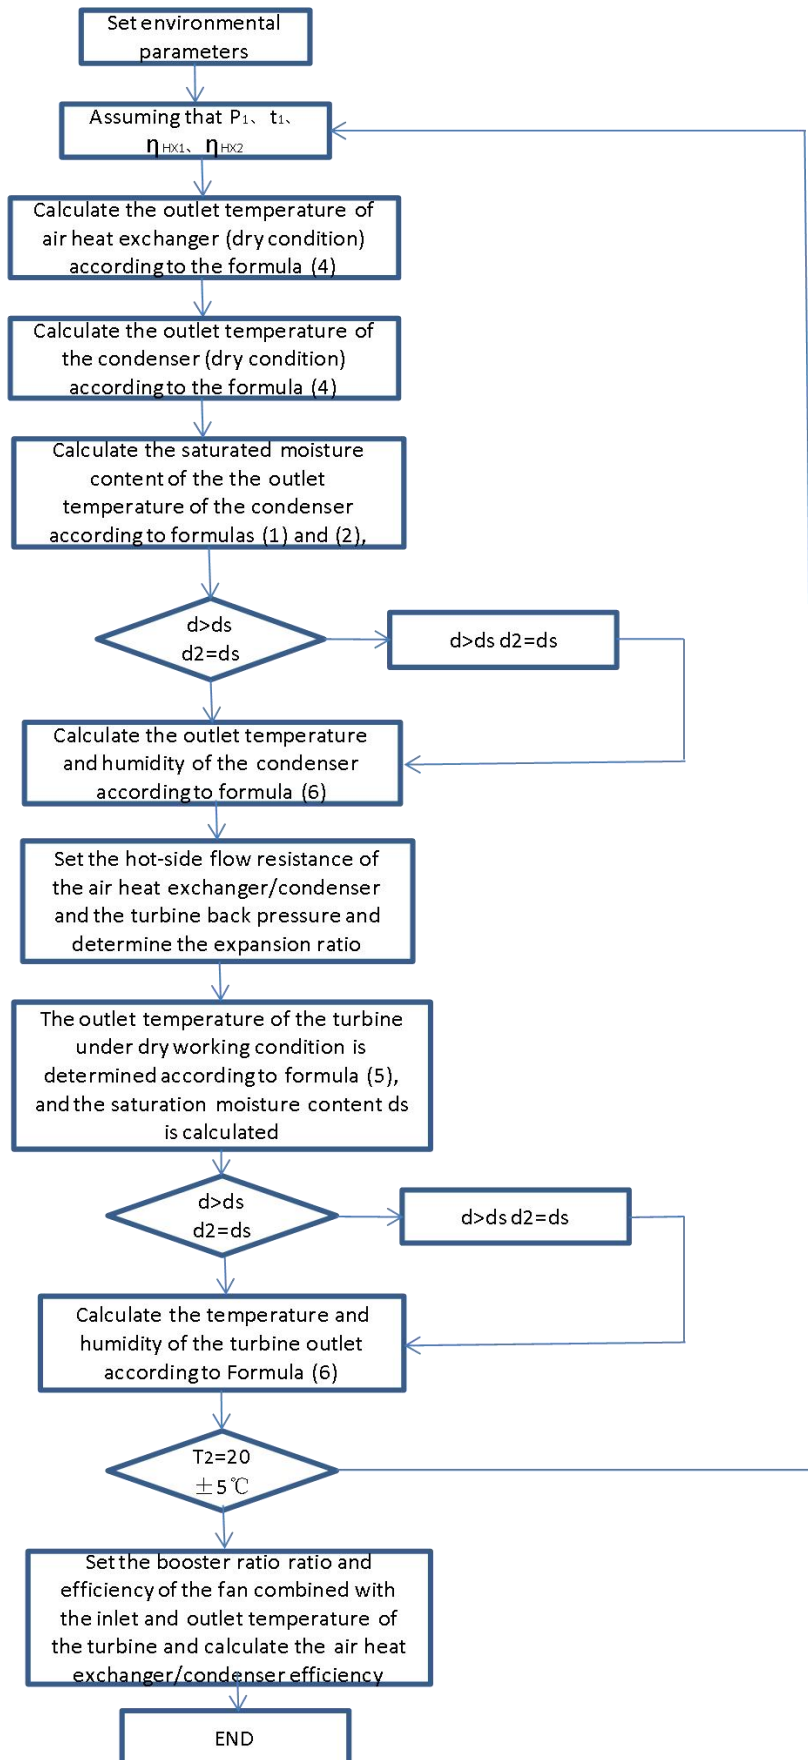 Set environmental
parameters
Assuming that P₁、t₁、
ηHX1、ηHX2
Calculate the outlet temperature of
air heat exchanger (dry condition)
according to the formula (4)
Calculate the outlet temperature of
the condenser (dry condition)
according to the formula (4)
Calculate the saturated moisture
content of the the outlet
temperature of the condenser
according to formulas (1) and (2),
d>ds
d2=ds
d>ds d2=ds
Calculate the outlet temperature
and humidity of the condenser
according to formula (6)
Set the hot-side flow resistance of
the air heat exchanger/condenser
and the turbine back pressure and
determine the expansion ratio
The outlet temperature of the turbine
under dry working condition is
determined according to formula (5),
and the saturation moisture content ds
is calculated
d>ds
d2=ds
d>ds d2=ds
Calculate the temperature and
humidity of the turbine outlet
according to Formula (6)
T2=20
±5℃
Set the booster ratio ratio and
efficiency of the fan combined with
the inlet and outlet temperature of
the turbine and calculate the air heat
exchanger/condenser efficiency
END